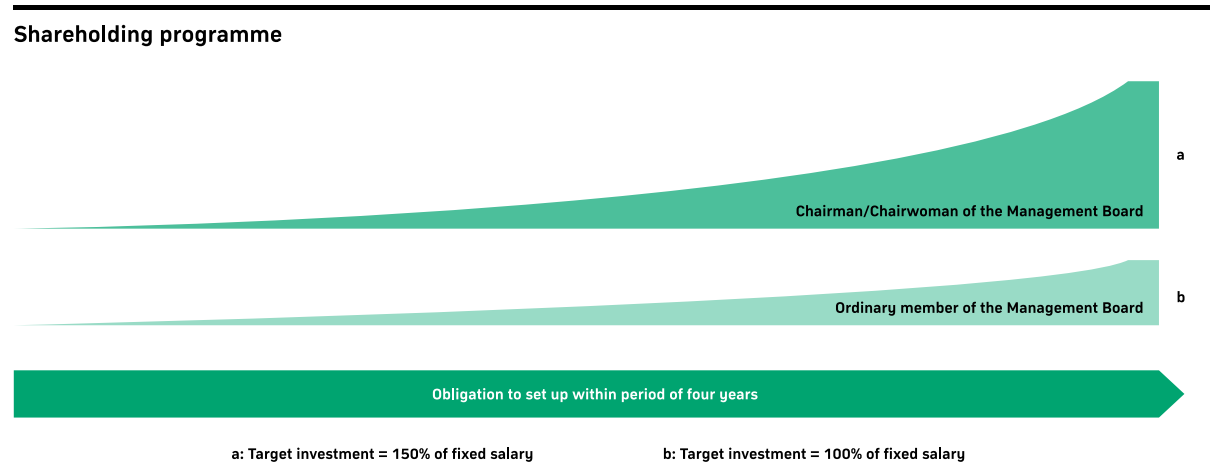 Shareholding programme
a
Chairman/Chairwoman of the Management Board
b
Ordinary member of the Management Board
Obligation to set up within period of four years
a: Target investment = 150% of fixed salary
b: Target investment = 100% of fixed salary